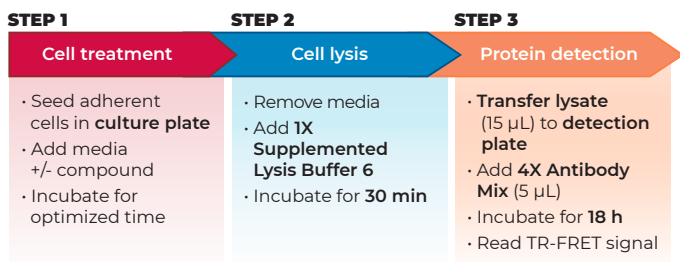 STEP 1
Cell treatment
· Seed adherent
cells in culture plate
· Add media
+/- compound
· Incubate for
optimized time
STEP 2
Cell lysis
· Remove media
· Add 1X
Supplemented
Lysis Buffer 6
· Incubate for 30 min
STEP 3
Protein detection
· Transfer lysate
(15 µL) to detection
plate
· Add 4X Antibody
Mix (5 µL)
· Incubate for 18 h
· Read TR-FRET signal